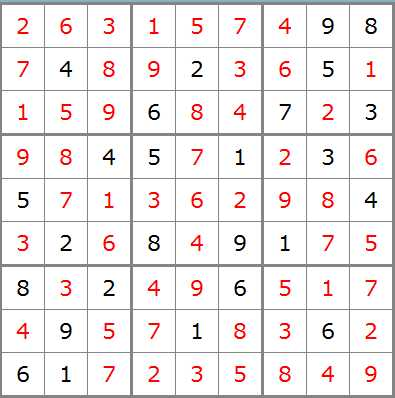 2 6 3 1 5 7 4 9 8
7 4 8 9 2 3 6 5 1
1 5 9 6 8 4 7 2 3
9 8 4 5 7 1 2 3 6
5 7 1 3 6 2 9 8 4
3 2 6 8 4 9 1 7 5
8 3 2 4 9 6 5 1 7
4 9 5 7 1 8 3 6 2
6 1 7 2 3 5 8 4 9